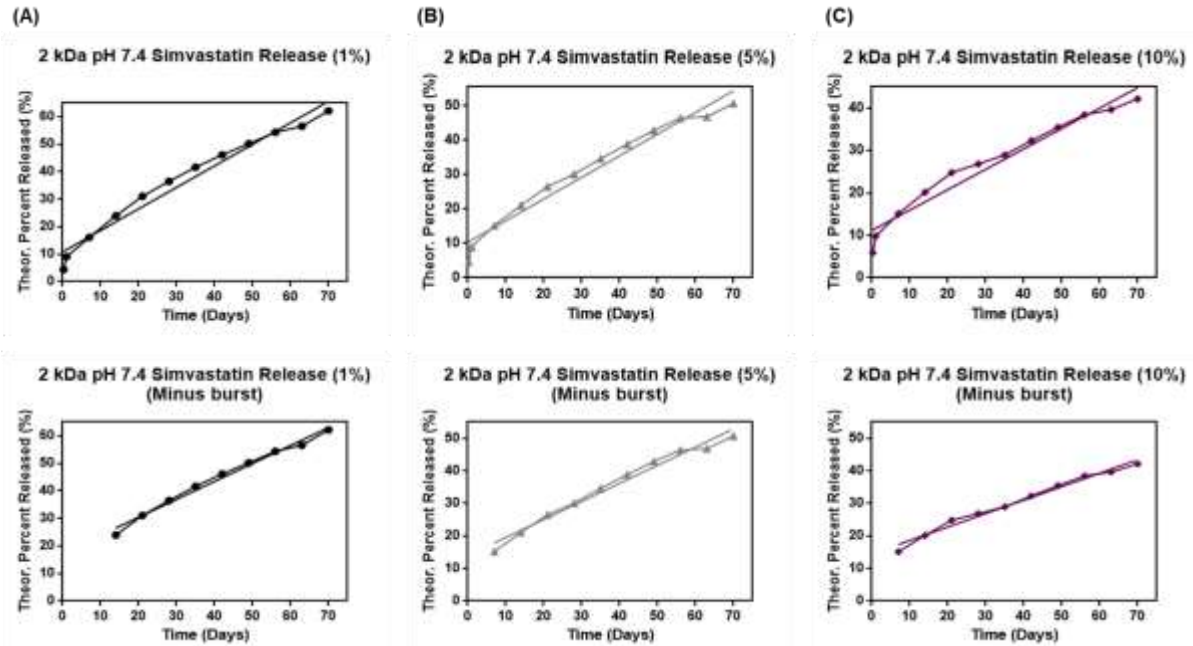 (A)
(B)
(C)
2 kDa pH 7.4 Simvastatin Release (1%)
Theor. Percent Released (%)
60
50
40
30
20
10
0
0 10 20 30 40 50 60 70
Time (Days)
2 kDa pH 7.4 Simvastatin Release (5%)
Theor. Percent Released (%)
50
40
30
20
10
0
0 10 20 30 40 50 60 70
Time (Days)
2 kDa pH 7.4 Simvastatin Release (10%)
Theor. Percent Released (%)
40
30
20
10
0
0 10 20 30 40 50 60 70
Time (Days)
2 kDa pH 7.4 Simvastatin Release (1%)
(Minus burst)
Theor. Percent Released (%)
60
50
40
30
20
10
0
0 10 20 30 40 50 60 70
Time (Days)
2 kDa pH 7.4 Simvastatin Release (5%)
(Minus burst)
Theor. Percent Released (%)
50
40
30
20
10
0
0 10 20 30 40 50 60 70
Time (Days)
2 kDa pH 7.4 Simvastatin Release (10%)
(Minus burst)
Theor. Percent Released (%)
50
40
30
20
10
0 10 20 30 40 50 60 70
Time (Days)